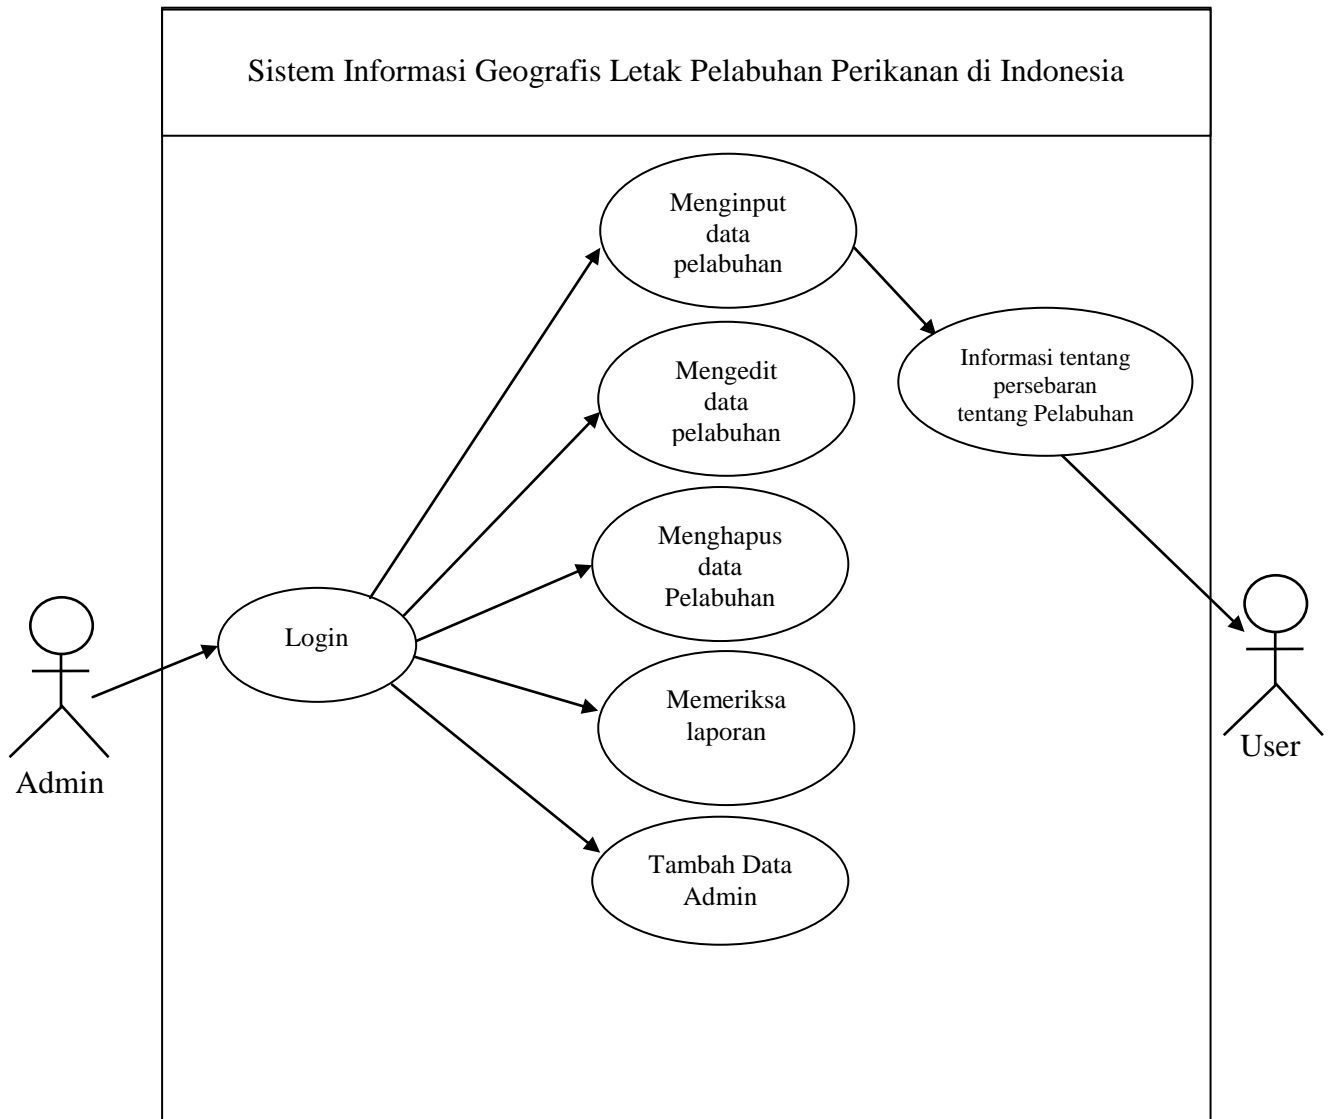 Sistem Informasi Geografis Letak Pelabuhan Perikanan di Indonesia
Menginput
data
pelabuhan
Mengedit
data
pelabuhan
Informasi tentang
persebaran
tentang Pelabuhan
Menghapus
data
Pelabuhan
Login
Memeriksa
laporan
User
Admin
Tambah Data
Admin